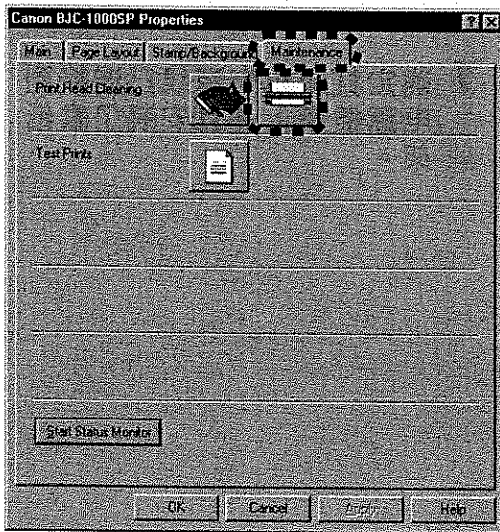 Canon BJC-1000SP Properties
Main
Page Layout
Stamp/Background
Maintenance
Print Head Cleaning
Test Prints
Start Status Monitor
OK
Cancel
Apply
Help